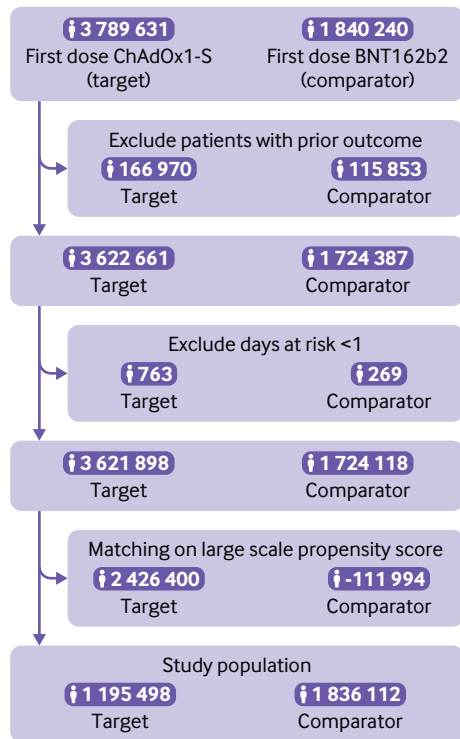 3 789 631 1 840 240
First dose ChAdOx1-S First dose BNT162b2
(target) (comparator)
Exclude patients with prior outcome
166 970 115 853
Target Comparator
3 622 661 1 724 387
Target Comparator
Exclude days at risk <1
763 269
Target Comparator
3 621 898 1 724 118
Target Comparator
Matching on large scale propensity score
2 426 400 -111 994
Target Comparator
Study population
1 195 498 1 836 112
Target Comparator